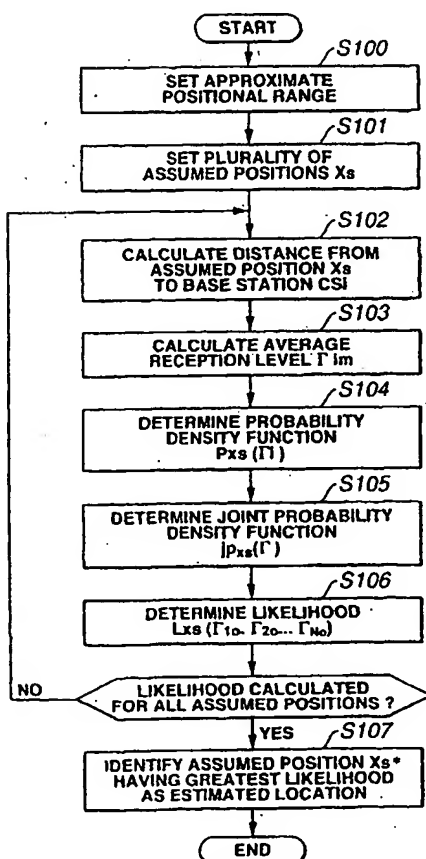 START
S100
SET APPROXIMATE
POSITIONAL RANGE
S101
SET PLURALITY OF
ASSUMED POSITIONS Xs
S102
CALCULATE DISTANCE FROM
ASSUMED POSITION Xs
TO BASE STATION CSi
S103
CALCULATE AVERAGE
RECEPTION LEVEL Γ im
S104
DETERMINE PROBABILITY
DENSITY FUNCTION
Pxs (Γi)
S105
DETERMINE JOINT PROBABILITY
DENSITY FUNCTION
jpxs(Γ)
S106
DETERMINE LIKELIHOOD
Lxs (Γ1o, Γ2o... ΓNo)
NO
LIKELIHOOD CALCULATED
FOR ALL ASSUMED POSITIONS ?
YES
S107
IDENTIFY ASSUMED POSITION Xs*
HAVING GREATEST LIKELIHOOD
AS ESTIMATED LOCATION
END